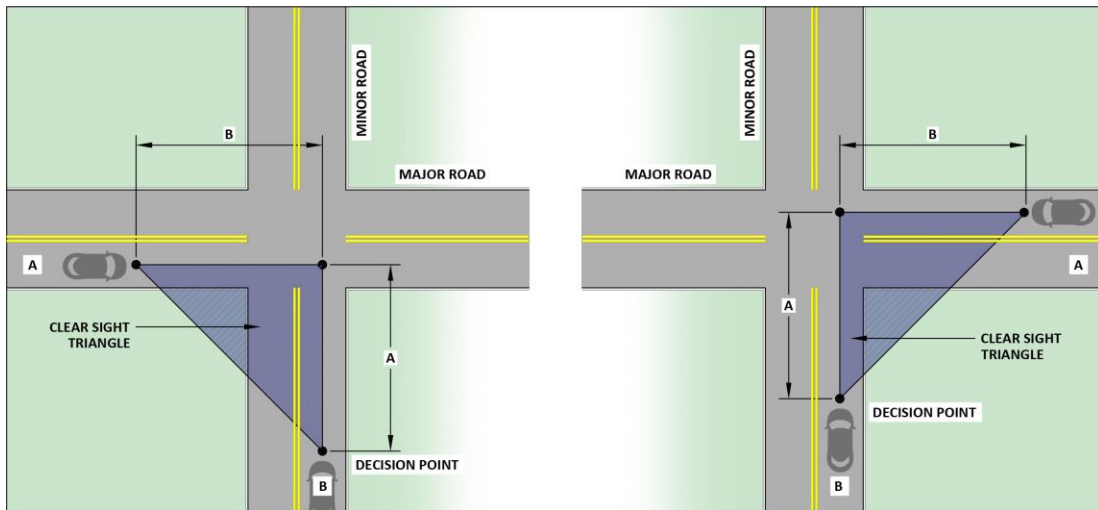 B
MINOR ROAD
MAJOR ROAD
A
CLEAR SIGHT
TRIANGLE
A
DECISION POINT
B
MINOR ROAD
B
MAJOR ROAD
A
A
CLEAR SIGHT
TRIANGLE
DECISION POINT
B